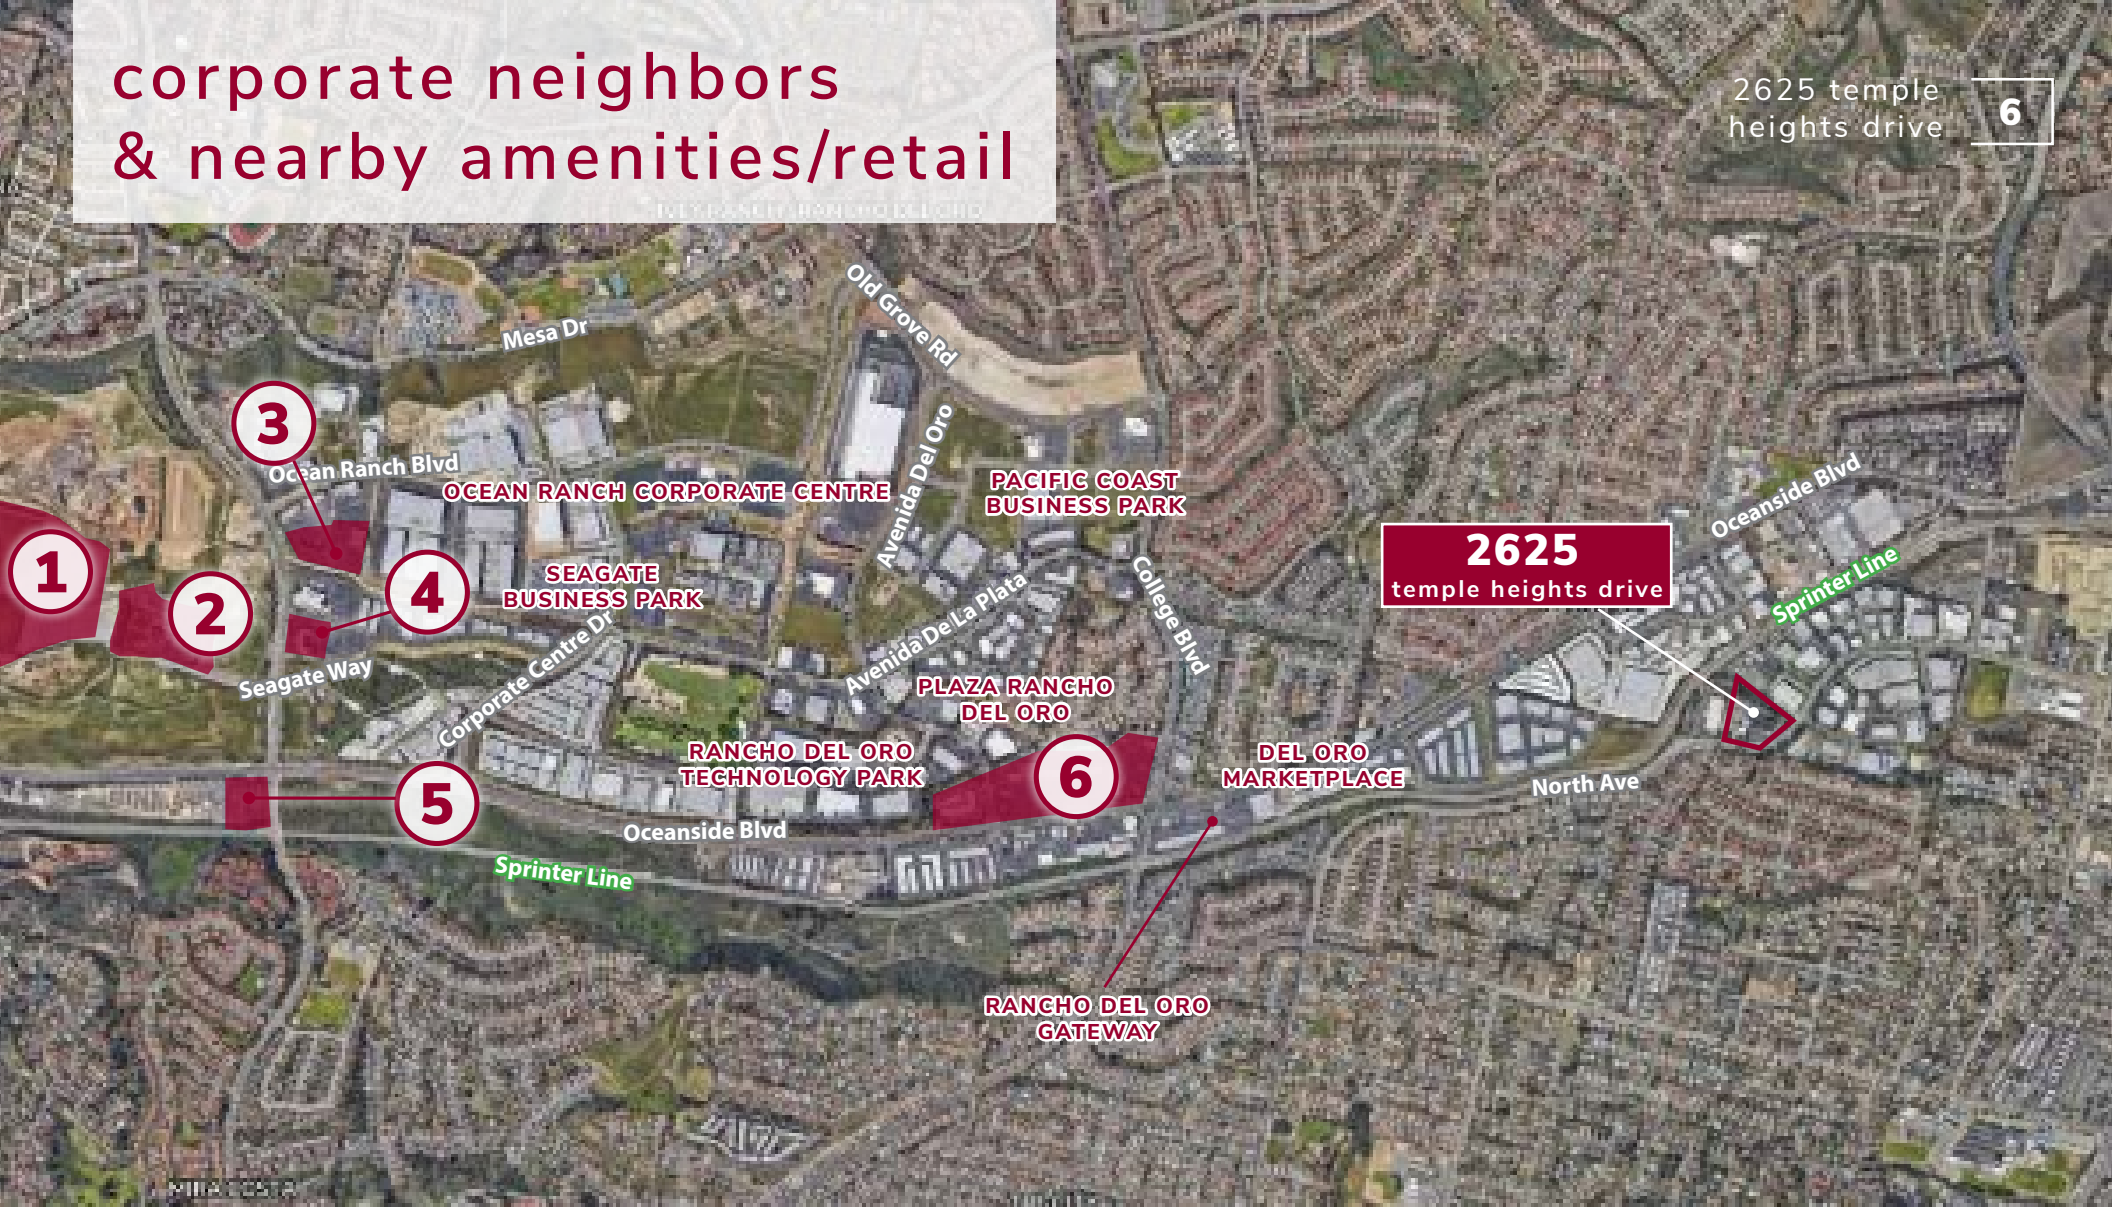 corporate neighbors
& nearby amenities/retail
2625 temple
heights drive
6
Old Grove Rd
Mesa Dr
3
Ocean Ranch Blvd
OCEAN RANCH CORPORATE CENTRE
Avenida Del Oro
PACIFIC COAST
BUSINESS PARK
Oceanside Blvd
2625
temple heights drive
Sprinter Line
1
2
4
SEAGATE
BUSINESS PARK
College Blvd
Avenida De La Plata
Seagate Way
Corporate Centre Dr
PLAZA RANCHO
DEL ORO
RANCHO DEL ORO
TECHNOLOGY PARK
6
DEL ORO
MARKETPLACE
North Ave
5
Oceanside Blvd
Sprinter Line
RANCHO DEL ORO
GATEWAY